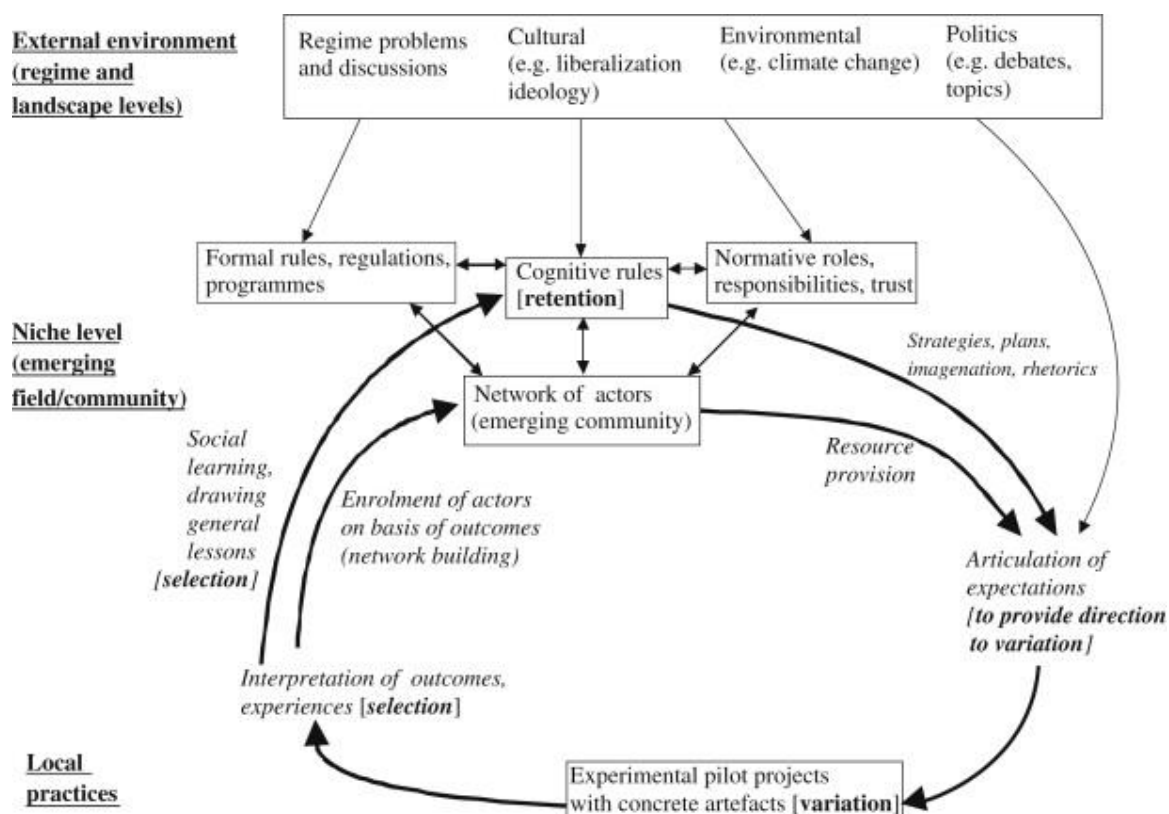 External environment
(regime and
landscape levels)
Regime problems
and discussions
Cultural
(e.g. liberalization
ideology)
Environmental
(e.g. climate change)
Politics
(e.g. debates,
topics)
Formal rules, regulations,
programmes
Cognitive rules
[retention]
Normative roles,
responsibilities, trust
Niche level
(emerging
field/community)
Strategies, plans,
imagenation, rhetorics
Network of actors
(emerging community)
Social
learning,
drawing
general
lessons
[selection]
Enrolment of actors
on basis of outcomes
(network building)
Resource
provision
Articulation of
expectations
[to provide direction
to variation]
Interpretation of outcomes,
experiences [selection]
Local
practices
Experimental pilot projects
with concrete artefacts [variation]